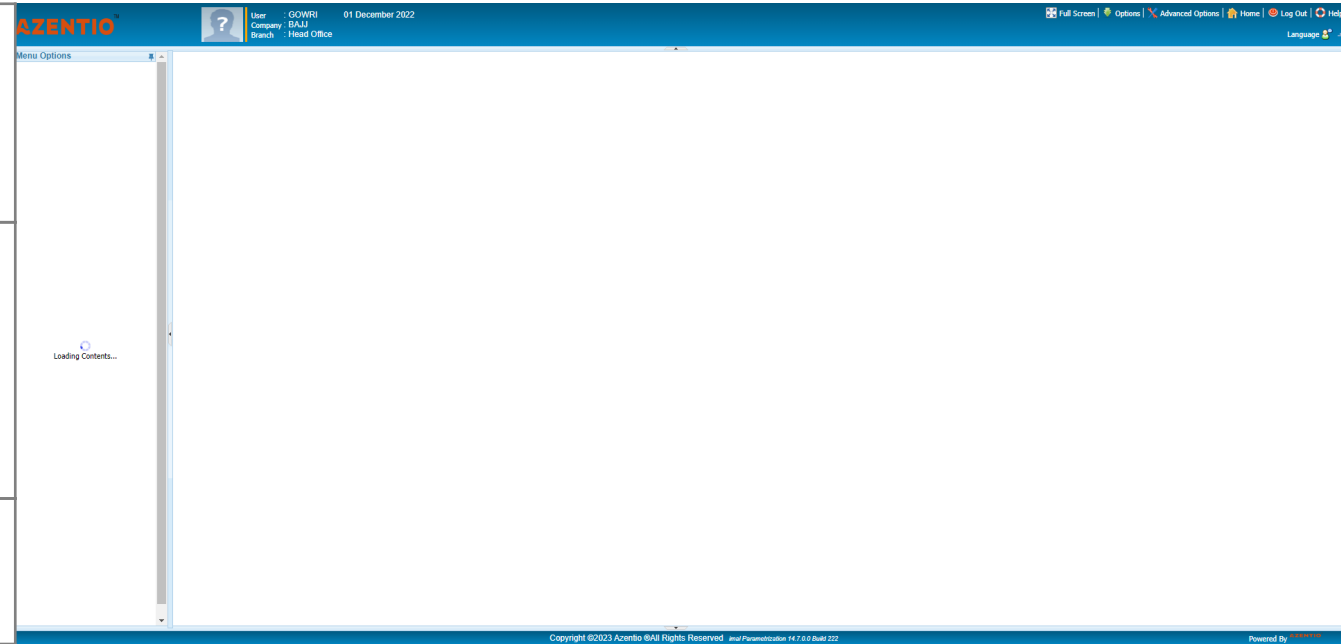 AZENTIO™
User : GOWRI 01 December 2022
Company : BAJJ
Branch : Head Office
Full Screen | Options | Advanced Options | Home | Log Out | Help
Language
Menu Options
Loading Contents...
Copyright ©2023 Azentio ®All Rights Reserved imal Parametrization 14.7.0.0 Build 222
Powered By AZENTIO